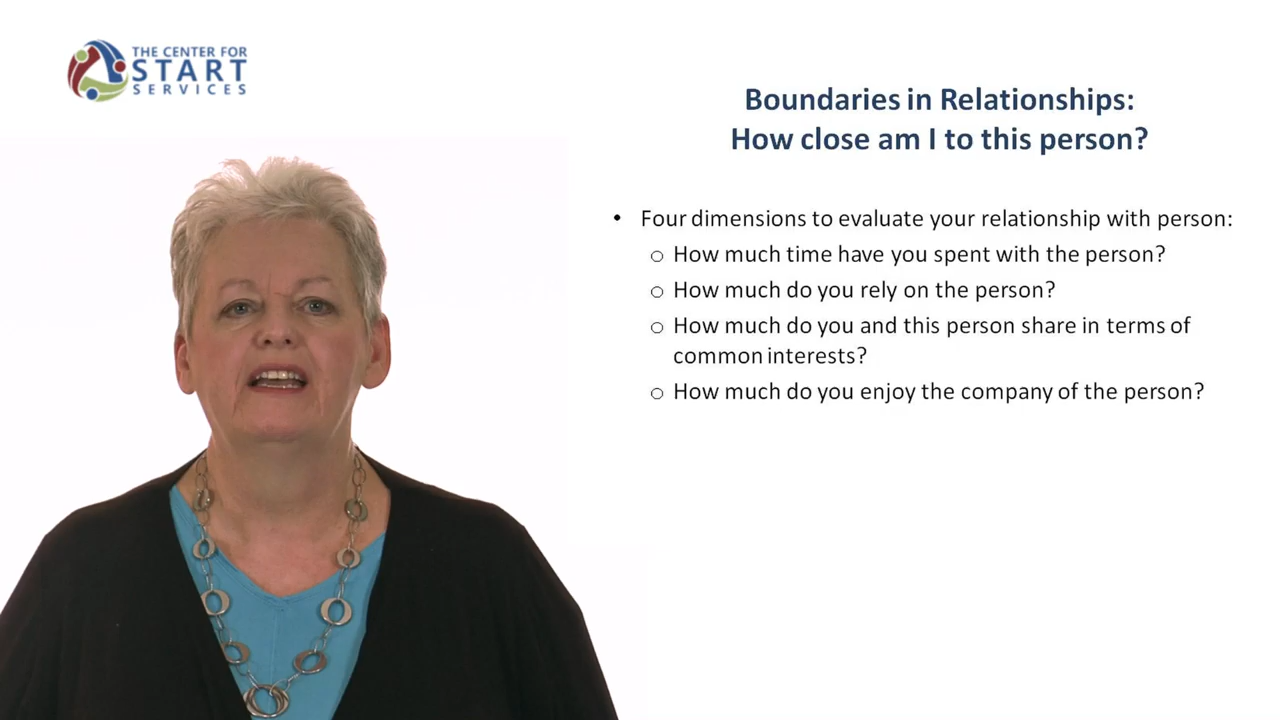 THE CENTER FOR
START
SERVICES
Boundaries in Relationships:
How close am I to this person?
• Four dimensions to evaluate your relationship with person:
o How much time have you spent with the person?
o How much do you rely on the person?
o How much do you and this person share in terms of
common interests?
o How much do you enjoy the company of the person?